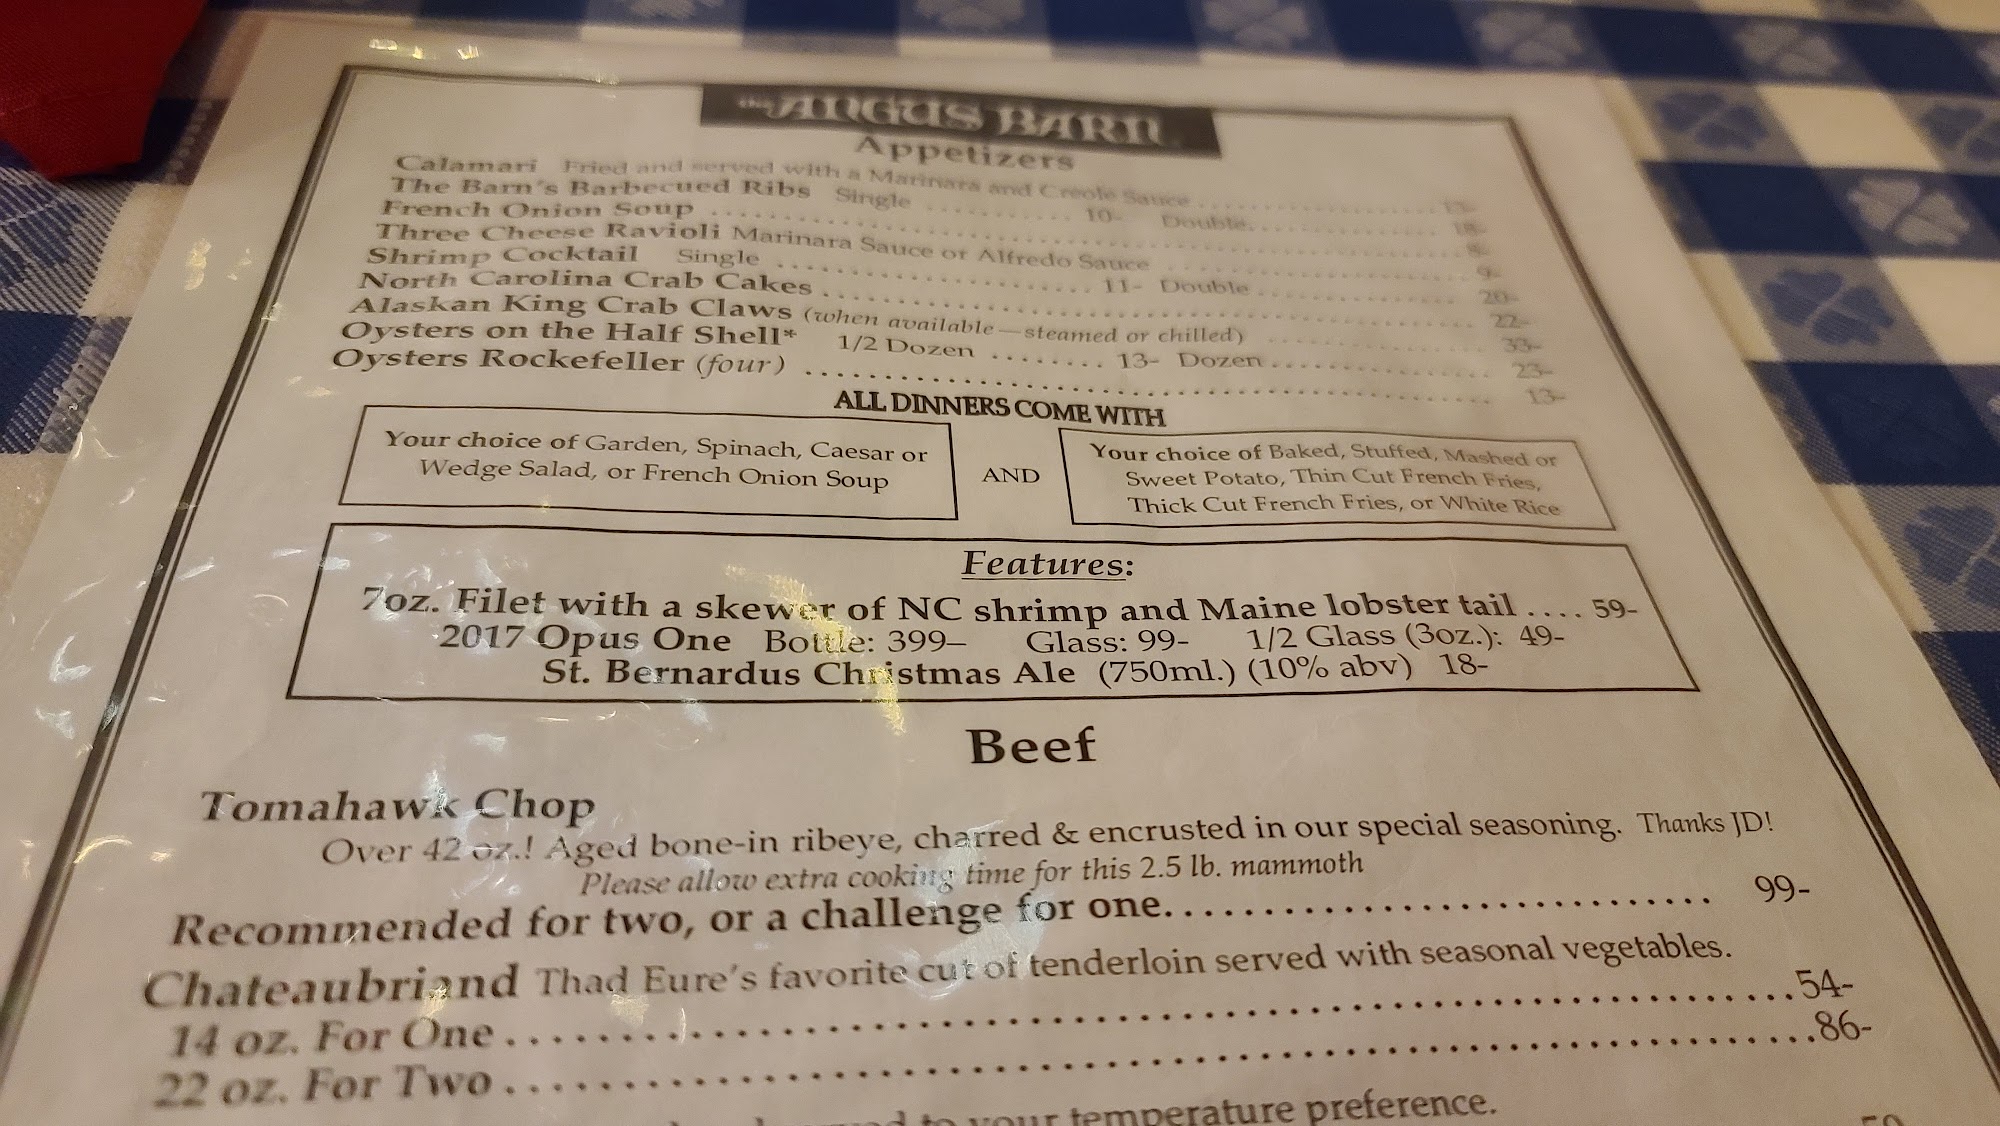 the ANGUS BARN
Appetizers
Calamari Fried and served with a Marinara and Creole Sauce
The Barn's Barbecued Ribs Single 10- Double 18-
French Onion Soup 8-
Three Cheese Ravioli Marinara Sauce or Alfredo Sauce 9-
Shrimp Cocktail Single 11- Double 20-
North Carolina Crab Cakes 22-
Alaskan King Crab Claws (when available—steamed or chilled) 33-
Oysters on the Half Shell* 1/2 Dozen 13- Dozen 23-
Oysters Rockefeller (four) 13-
ALL DINNERS COME WITH
Your choice of Garden, Spinach, Caesar or
Wedge Salad, or French Onion Soup
AND
Your choice of Baked, Stuffed, Mashed or
Sweet Potato, Thin Cut French Fries,
Thick Cut French Fries, or White Rice
Features:
7oz. Filet with a skewer of NC shrimp and Maine lobster tail .... 59-
2017 Opus One Bottle: 399– Glass: 99- 1/2 Glass (3oz.): 49-
St. Bernardus Christmas Ale (750ml.) (10% abv) 18-
Beef
Tomahawk Chop
Over 42 oz.! Aged bone-in ribeye, charred & encrusted in our special seasoning. Thanks JD!
Please allow extra cooking time for this 2.5 lb. mammoth
Recommended for two, or a challenge for one. 99-
Chateaubriand Thad Eure's favorite cut of tenderloin served with seasonal vegetables.
14 oz. For One 54-
22 oz. For Two 86-
to your temperature preference.